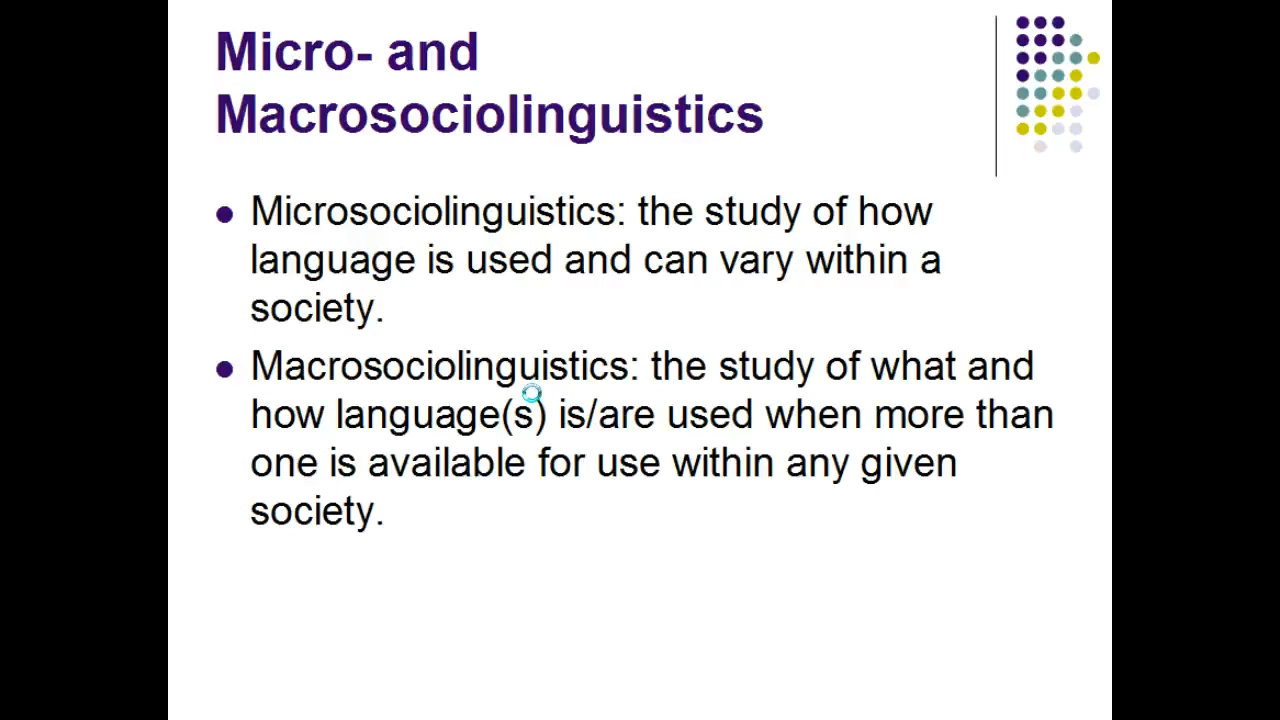 Micro- and
Macrosociolinguistics
Microsociolinguistics: the study of how
language is used and can vary within a
society.
Macrosociolinguistics: the study of what and
how language(s) is/are used when more than
one is available for use within any given
society.